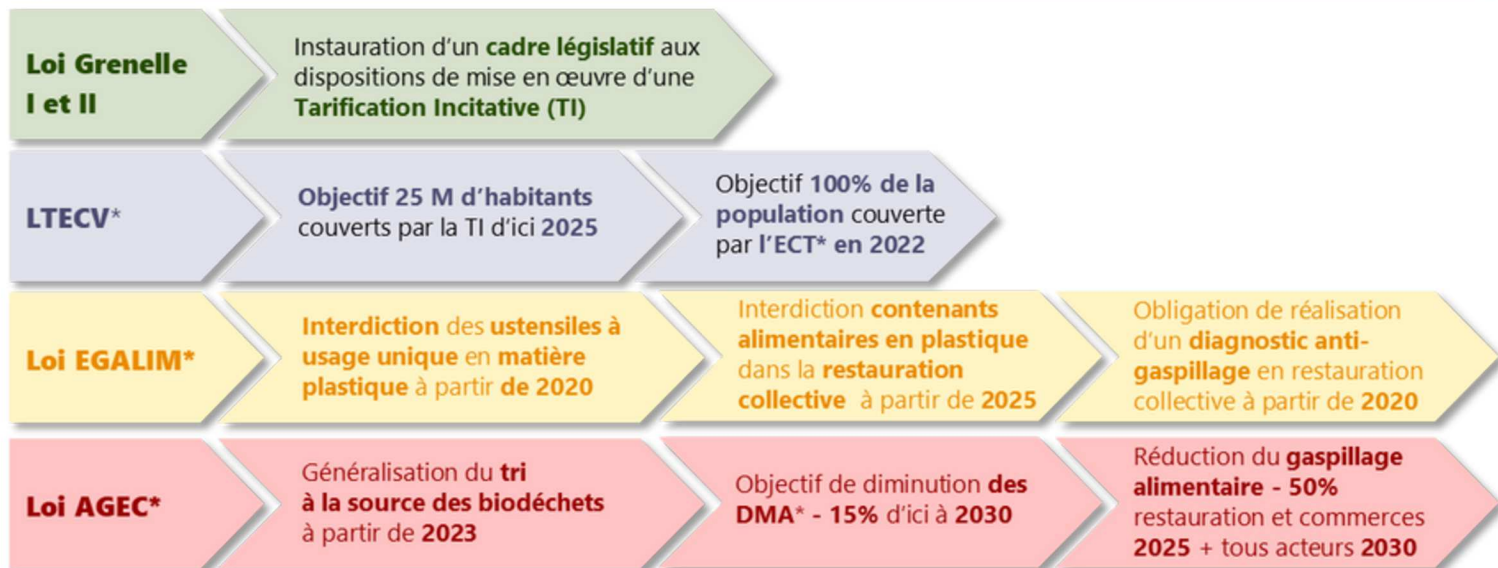 Loi Grenelle
I et II
Instauration d'un cadre législatif aux
dispositions de mise en œuvre d'une
Tarification Incitative (TI)
LTECV*
Objectif 25 M d'habitants
couverts par la TI d'ici 2025
Objectif 100% de la
population couverte
par l'ECT* en 2022
Loi EGALIM*
Interdiction des ustensiles à
usage unique en matière
plastique à partir de 2020
Interdiction contenants
alimentaires en plastique
dans la restauration
collective à partir de 2025
Obligation de réalisation
d'un diagnostic anti-
gaspillage en restauration
collective à partir de 2020
Loi AGEC*
Généralisation du tri
à la source des biodéchets
à partir de 2023
Objectif de diminution des
DMA* - 15% d'ici à 2030
Réduction du gaspillage
alimentaire - 50%
restauration et commerces
2025 + tous acteurs 2030